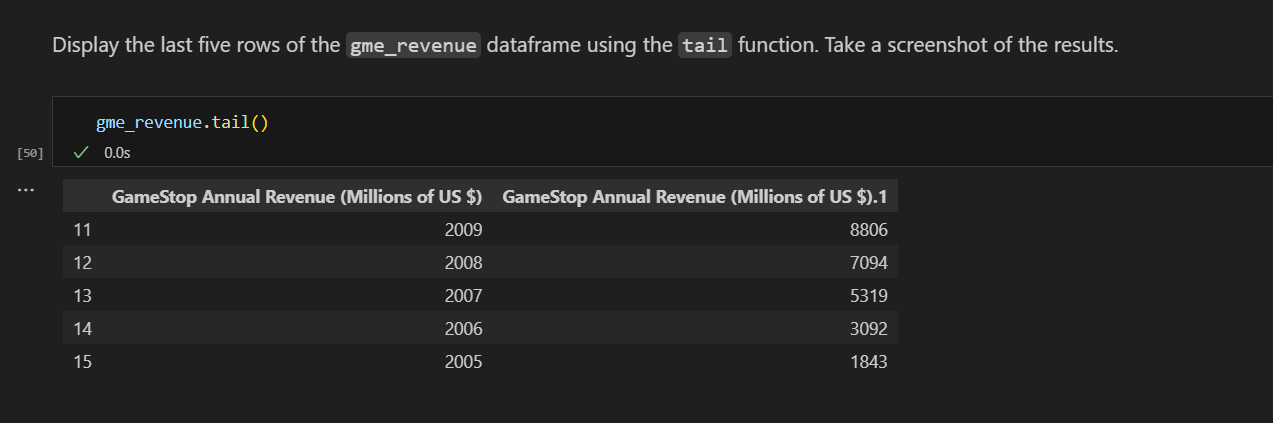 Display the last five rows of the gme_revenue dataframe using the tail function. Take a screenshot of the results.
gme_revenue.tail()
[50] ✓ 0.0s
...
GameStop Annual Revenue (Millions of US $) GameStop Annual Revenue (Millions of US $).1
11 2009 8806
12 2008 7094
13 2007 5319
14 2006 3092
15 2005 1843